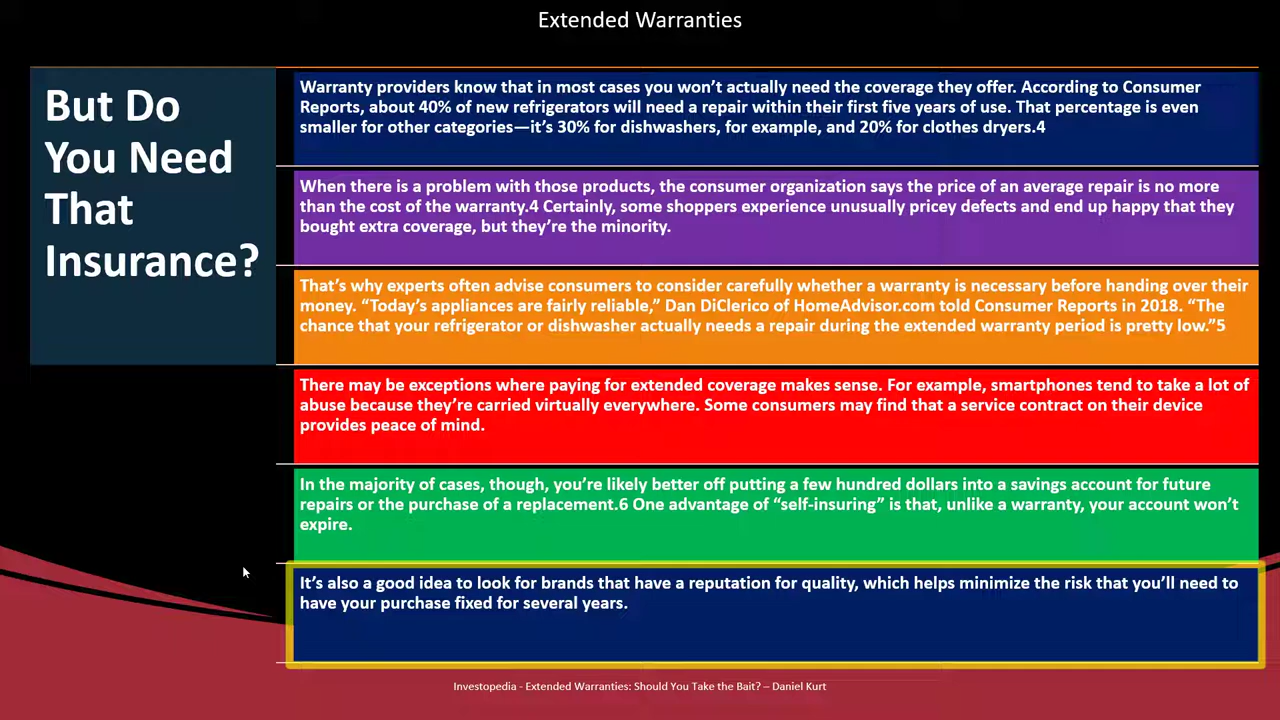 Extended Warranties
But Do
You Need
That
Insurance?
Warranty providers know that in most cases you won’t actually need the coverage they offer. According to Consumer
Reports, about 40% of new refrigerators will need a repair within their first five years of use. That percentage is even
smaller for other categories—it’s 30% for dishwashers, for example, and 20% for clothes dryers.4
When there is a problem with those products, the consumer organization says the price of an average repair is no more
than the cost of the warranty.4 Certainly, some shoppers experience unusually pricey defects and end up happy that they
bought extra coverage, but they’re the minority.
That’s why experts often advise consumers to consider carefully whether a warranty is necessary before handing over their
money. “Today’s appliances are fairly reliable,” Dan DiClerico of HomeAdvisor.com told Consumer Reports in 2018. “The
chance that your refrigerator or dishwasher actually needs a repair during the extended warranty period is pretty low.”5
There may be exceptions where paying for extended coverage makes sense. For example, smartphones tend to take a lot of
abuse because they’re carried virtually everywhere. Some consumers may find that a service contract on their device
provides peace of mind.
In the majority of cases, though, you’re likely better off putting a few hundred dollars into a savings account for future
repairs or the purchase of a replacement.6 One advantage of “self-insuring” is that, unlike a warranty, your account won’t
expire.
It’s also a good idea to look for brands that have a reputation for quality, which helps minimize the risk that you’ll need to
have your purchase fixed for several years.
Investopedia - Extended Warranties: Should You Take the Bait? – Daniel Kurt